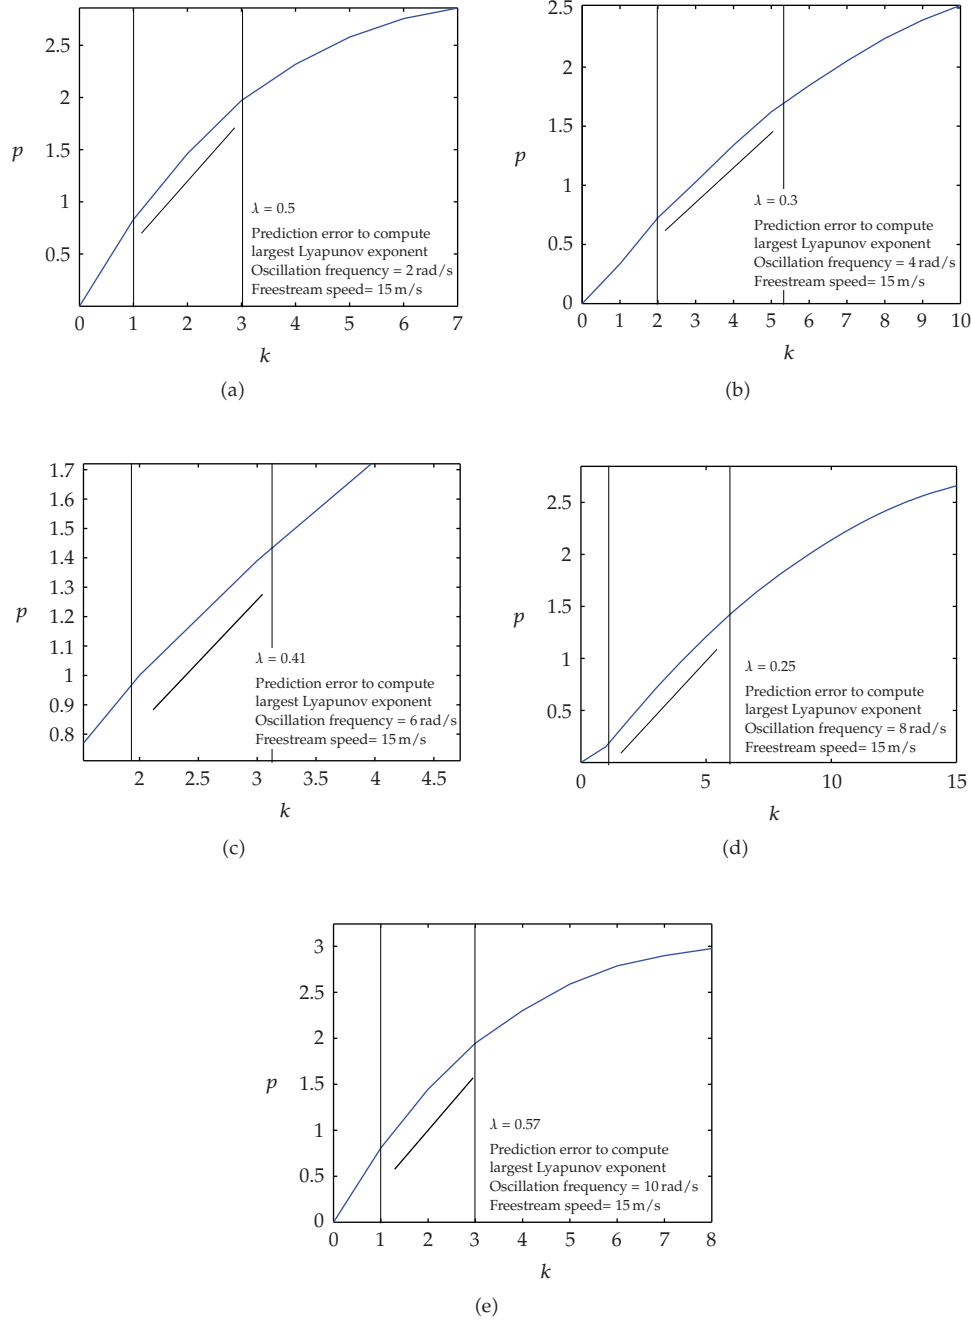 2.5
2
p
1.5
1
0.5
λ = 0.5
Prediction error to compute
largest Lyapunov exponent
Oscillation frequency = 2 rad/s
Freestream speed= 15 m/s
0 1 2 3 4 5 6 7
k
(a)
2.5
2
p
1.5
1
0.5
0
λ = 0.3
Prediction error to compute
largest Lyapunov exponent
Oscillation frequency = 4 rad/s
Freestream speed= 15 m/s
0 1 2 3 4 5 6 7 8 9 10
k
(b)
1.7
1.6
1.5
1.4
1.3
p
1.2
1.1
1
0.9
0.8
λ = 0.41
Prediction error to compute
largest Lyapunov exponent
Oscillation frequency = 6 rad/s
Freestream speed= 15 m/s
2 2.5 3 3.5 4 4.5
k
(c)
2.5
2
p
1.5
1
0.5
λ = 0.25
Prediction error to compute
largest Lyapunov exponent
Oscillation frequency = 8 rad/s
Freestream speed= 15 m/s
0 5 10 15
k
(d)
3
2.5
2
p
1.5
1
0.5
0
λ = 0.57
Prediction error to compute
largest Lyapunov exponent
Oscillation frequency = 10 rad/s
Freestream speed= 15 m/s
0 1 2 3 4 5 6 7 8
k
(e)